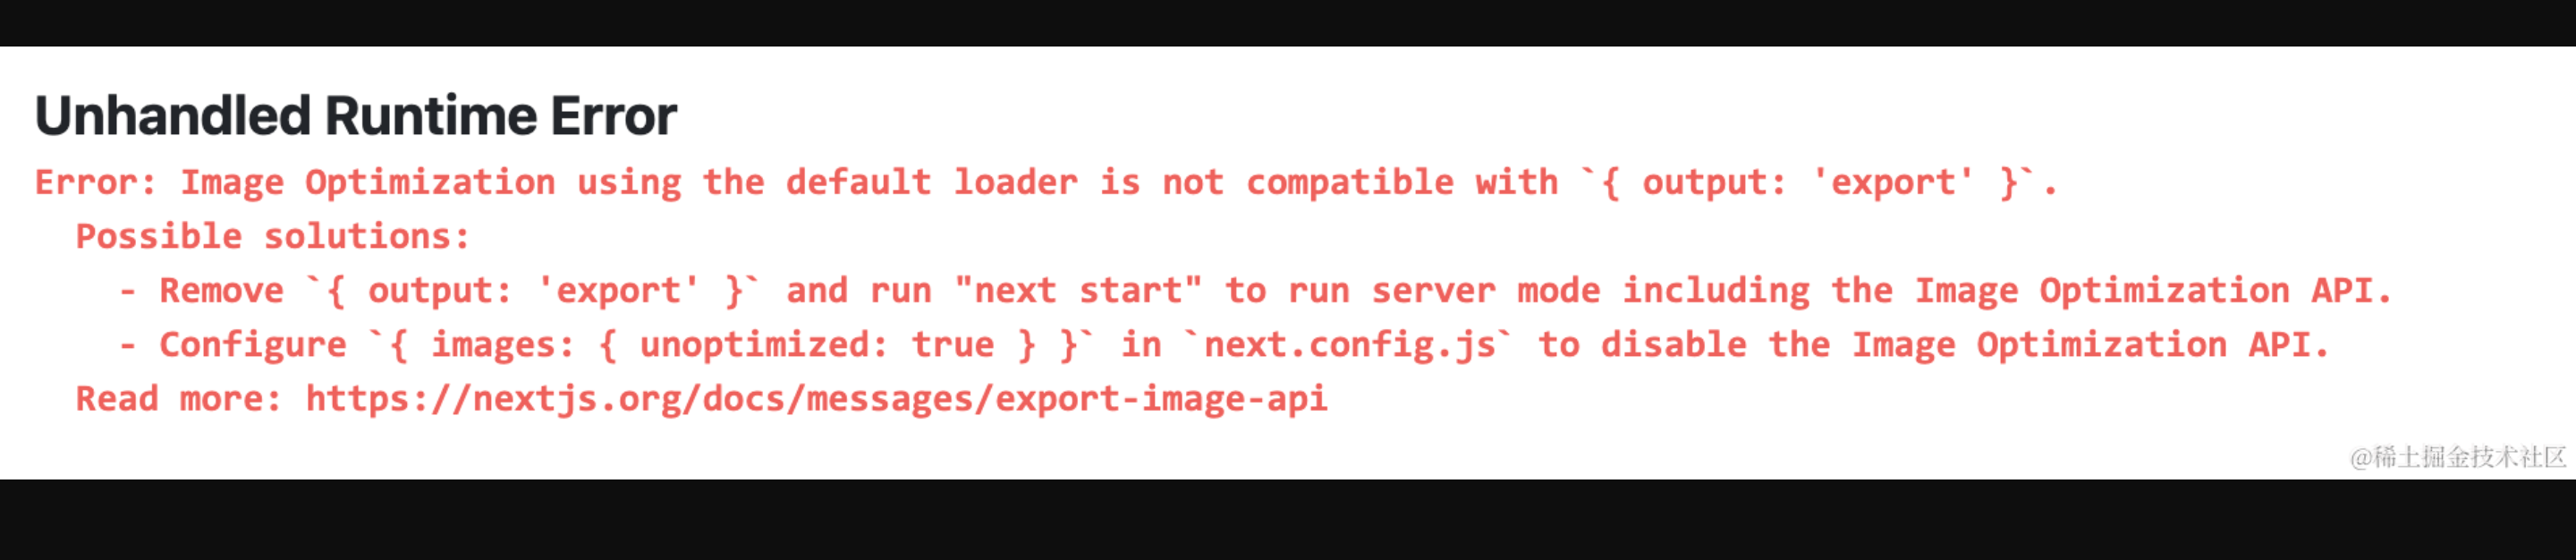 Unhandled Runtime Error
Error: Image Optimization using the default loader is not compatible with `{ output: 'export' }`.
Possible solutions:
- Remove `{ output: 'export' }` and run "next start" to run server mode including the Image Optimization API.
- Configure `{ images: { unoptimized: true } }` in `next.config.js` to disable the Image Optimization API.
Read more: https://nextjs.org/docs/messages/export-image-api
@稀土掘金技术社区